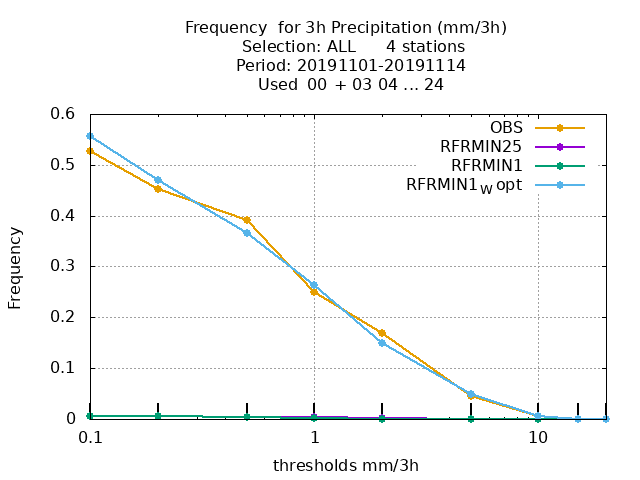 Frequency for 3h Precipitation (mm/3h)
Selection: ALL 4 stations
Period: 20191101-20191114
Used 00 + 03 04 ... 24
OBS
RFRMIN25
RFRMIN1
RFRMIN1W opt
0.6
0.5
0.4
0.3
0.2
0.1
0
Frequency
0.1 1 10
thresholds mm/3h